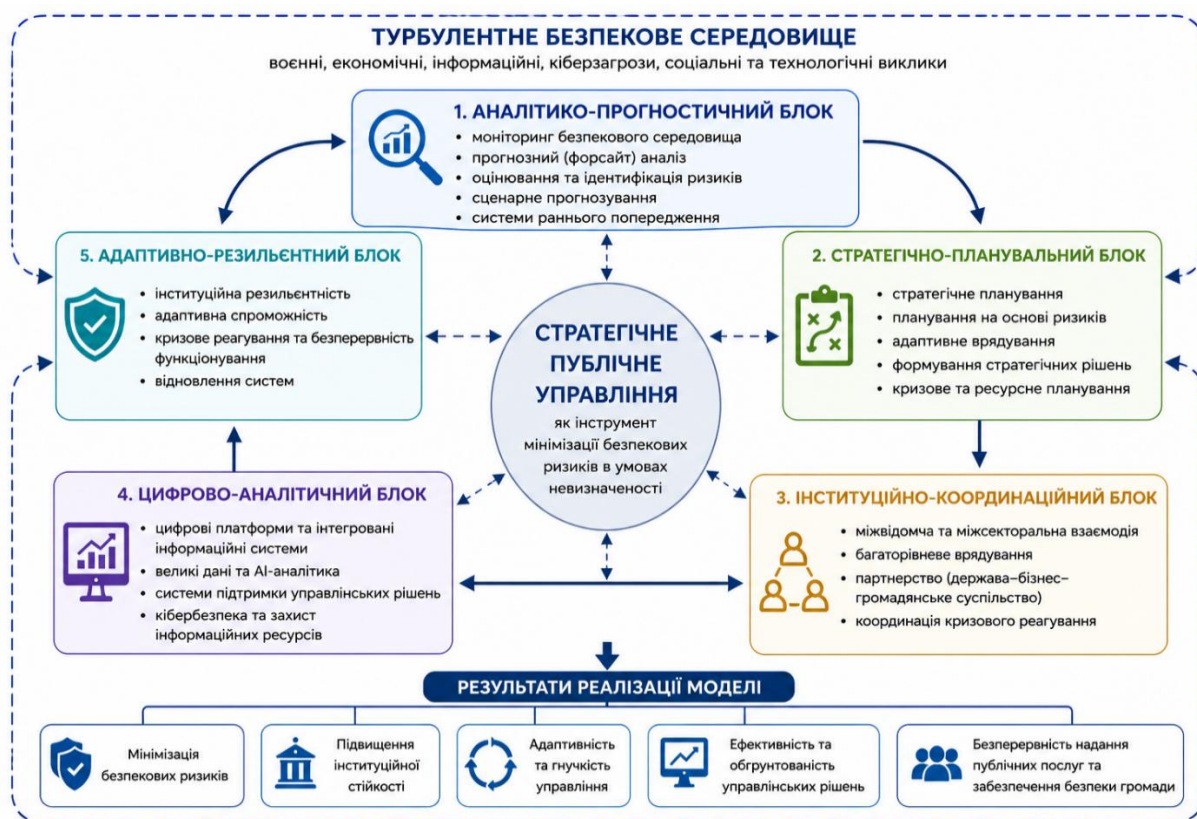 ТУРБУЛЕНТНЕ БЕЗПЕКОВЕ СЕРЕДОВИЩЕ
воєнні, економічні, інформаційні, кіберзагрози, соціальні та технологічні виклики
1. АНАЛІТИКО-ПРОГНОСТИЧНИЙ БЛОК
• моніторинг безпекового середовища
• прогнозний (форсайт) аналіз
• оцінювання та ідентифікація ризиків
• сценарне прогнозування
• системи раннього попередження
5. АДАПТИВНО-РЕЗИЛЬЄНТНИЙ БЛОК
• інституційна резильєнтність
• адаптивна спроможність
• кризове реагування та безперервність
функціонування
• відновлення систем
СТРАТЕГІЧНЕ
ПУБЛІЧНЕ
УПРАВЛІННЯ
як інструмент
мінімізації безпекових
ризиків в умовах
невизначеності
2. СТРАТЕГІЧНО-ПЛАНУВАЛЬНИЙ БЛОК
• стратегічне планування
• планування на основі ризиків
• адаптивне врядування
• формування стратегічних рішень
• кризове та ресурсне планування
4. ЦИФРОВО-АНАЛІТИЧНИЙ БЛОК
• цифрові платформи та інтегровані
інформаційні системи
• великі дані та AI-аналітика
• системи підтримки управлінських рішень
• кібербезпека та захист
інформаційних ресурсів
3. ІНСТИТУЦІЙНО-КООРДИНАЦІЙНИЙ БЛОК
• міжвідомча та міжсекторальна взаємодія
• багаторівневе врядування
• партнерство (держава–бізнес–
громадянське суспільство)
• координація кризового реагування
РЕЗУЛЬТАТИ РЕАЛІЗАЦІЇ МОДЕЛІ
Мінімізація
безпекових ризиків
Підвищення
інституційної
стійкості
Адаптивність
та гнучкість
управління
Ефективність та
обгрунтованість
управлінських рішень
Безперервність надання
публічних послуг та
забезпечення безпеки громади